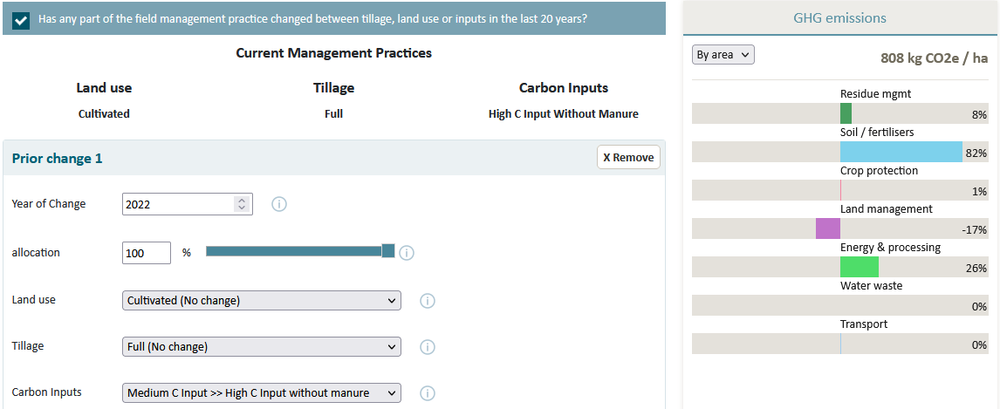 Has any part of the field management practice changed between tillage, land use or inputs in the last 20 years?
Current Management Practices
Land use
Tillage
Carbon Inputs
Cultivated
Full
High C Input Without Manure
Prior change 1
X Remove
Year of Change
2022
allocation
100
%
Land use
Cultivated (No change)
Tillage
Full (No change)
Carbon Inputs
Medium C Input >> High C Input without manure
GHG emissions
By area
808 kg CO2e / ha
Residue mgmt
8%
Soil / fertilisers
82%
Crop protection
1%
Land management
-17%
Energy & processing
26%
Water waste
0%
Transport
0%